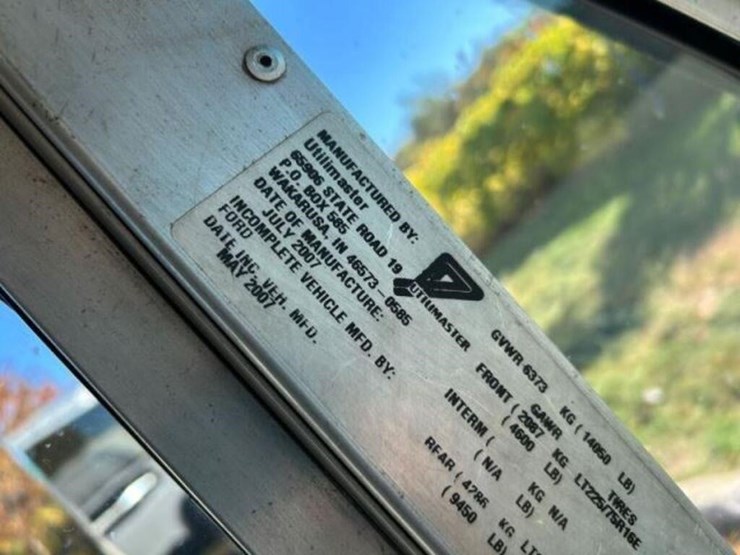 MANUFACTURED BY:
Utilimaster
65906 STATE ROAD 19
P.O. BOX 585
WAKARUSA, IN 46573 0585
DATE OF MANUFACTURE:
JULY 2007
INCOMPLETE VEHICLE MFD. BY:
FORD
DATE INC. VEH. MFD.
MAY 2007
UTILIMASTER
GVWR 6373 KG ( 14050 LB)
GAWR TIRES
FRONT ( 2087 KG LT225/75R16E
( 4600 LB)
INTERM ( KG N/A
( N/A LB)
REAR ( 4286 KG LT
( 9450 LB)